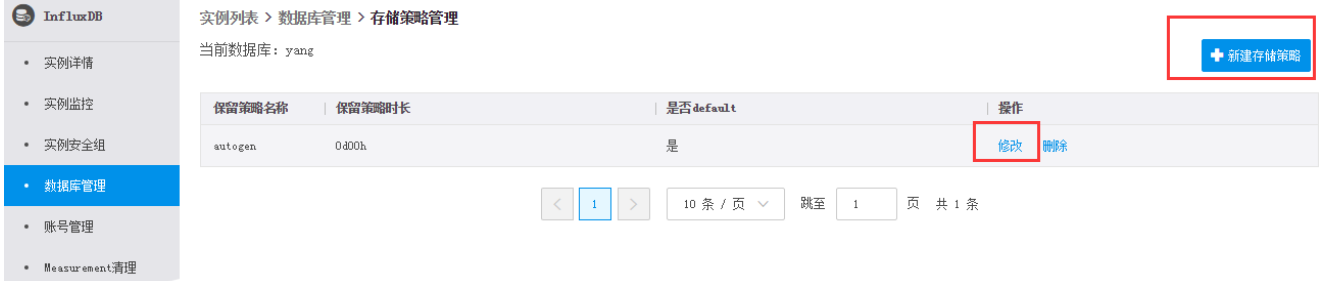 InfluxDB
实例详情
实例监控
实例安全组
数据库管理
账号管理
Measurement清理
实例列表 > 数据库管理 > 存储策略管理
当前数据库：yang
新建存储策略
保留策略名称 保留策略时长 是否default 操作
autogen 0d00h 是 修改 删除
< 1 > 10 条 / 页 跳至 1 页 共 1 条